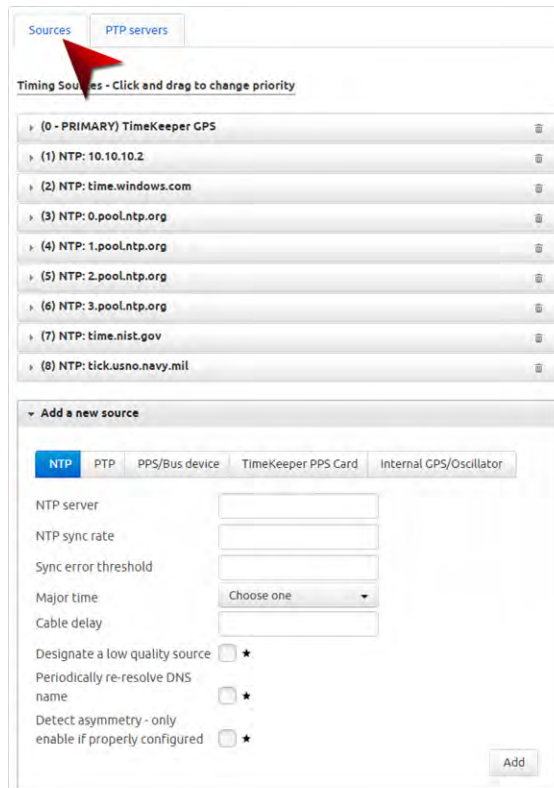 Sources PTP servers
Timing Sources - Click and drag to change priority
(0 - PRIMARY) TimeKeeper GPS
(1) NTP: 10.10.10.2
(2) NTP: time.windows.com
(3) NTP: 0.pool.ntp.org
(4) NTP: 1.pool.ntp.org
(5) NTP: 2.pool.ntp.org
(6) NTP: 3.pool.ntp.org
(7) NTP: time.nist.gov
(8) NTP: tick.usno.navy.mil
Add a new source
NTP PTP PPS/Bus device TimeKeeper PPS Card Internal GPS/Oscillator
NTP server
NTP sync rate
Sync error threshold
Major time Choose one
Cable delay
Designate a low quality source ★
Periodically re-resolve DNS
name ★
Detect asymmetry - only
enable if properly configured ★
Add